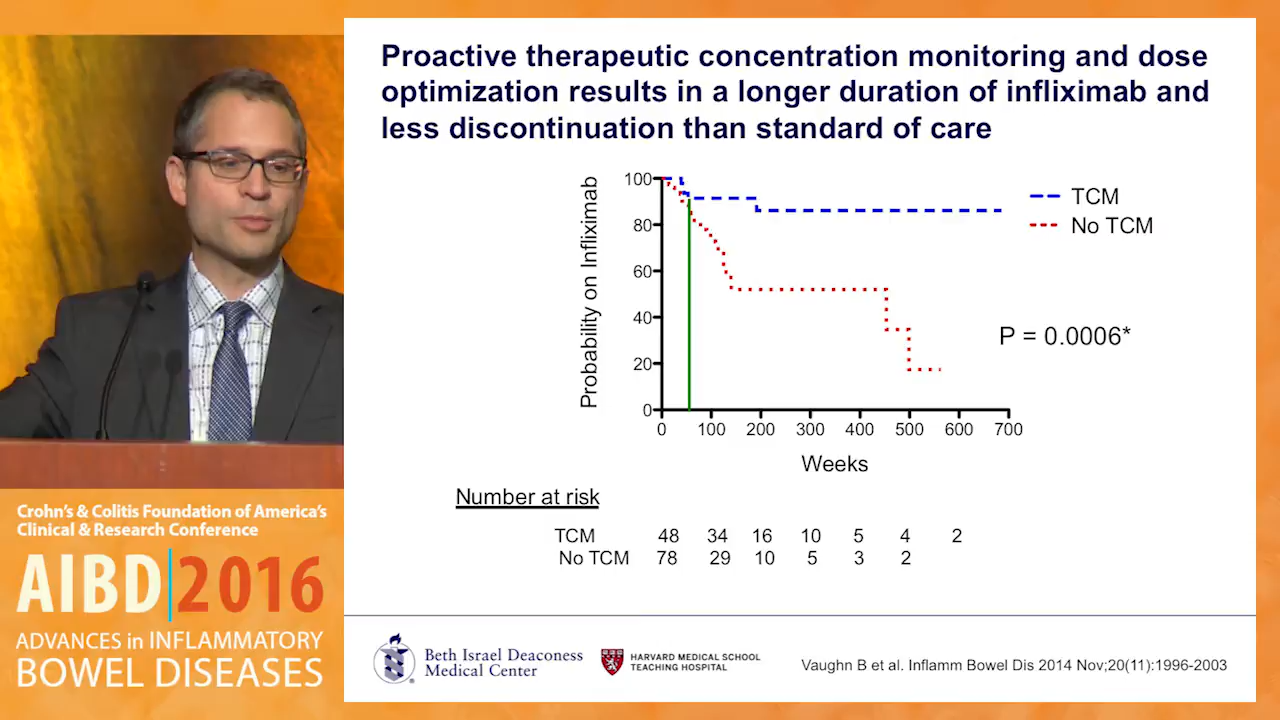 Proactive therapeutic concentration monitoring and dose
optimization results in a longer duration of infliximab and
less discontinuation than standard of care
Probability on Infliximab
100
80
60
40
20
0
0 100 200 300 400 500 600 700
Weeks
TCM
No TCM
P = 0.0006*
Number at risk
TCM 48 34 16 10 5 4 2
No TCM 78 29 10 5 3 2
Crohn's & Colitis Foundation of America's
Clinical & Research Conference
AIBD 2016
ADVANCES in INFLAMMATORY
BOWEL DISEASES
Beth Israel Deaconess
Medical Center
HARVARD MEDICAL SCHOOL
TEACHING HOSPITAL
Vaughn B et al. Inflamm Bowel Dis 2014 Nov;20(11):1996-2003